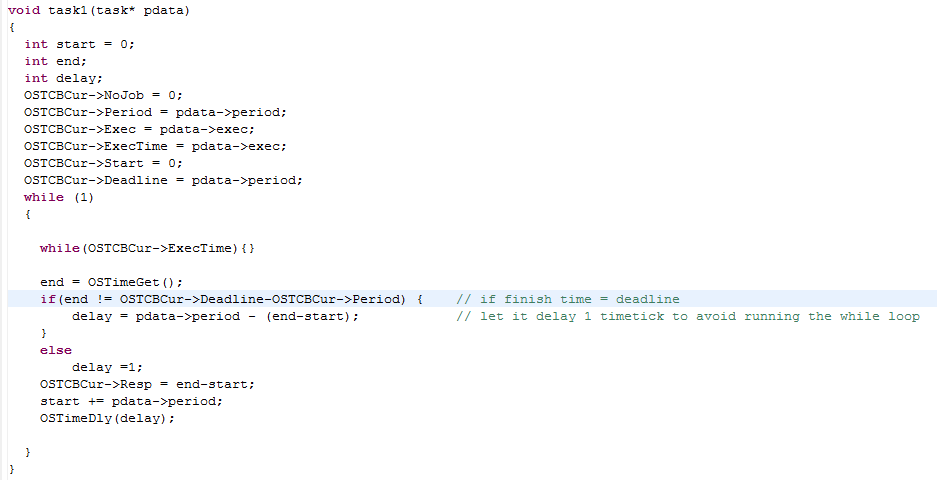 void task1(task* pdata)
{
  int start = 0;
  int end;
  int delay;
  OSTCBCur->NoJob = 0;
  OSTCBCur->Period = pdata->period;
  OSTCBCur->Exec = pdata->exec;
  OSTCBCur->ExecTime = pdata->exec;
  OSTCBCur->Start = 0;
  OSTCBCur->Deadline = pdata->period;
  while (1)
  {

    while(OSTCBCur->ExecTime){}

    end = OSTimeGet();
    if(end != OSTCBCur->Deadline-OSTCBCur->Period) {    // if finish time = deadline
        delay = pdata->period - (end-start);            // let it delay 1 timetick to avoid running the while loop
    }
    else
        delay =1;
    OSTCBCur->Resp = end-start;
    start += pdata->period;
    OSTimeDly(delay);

  }
}